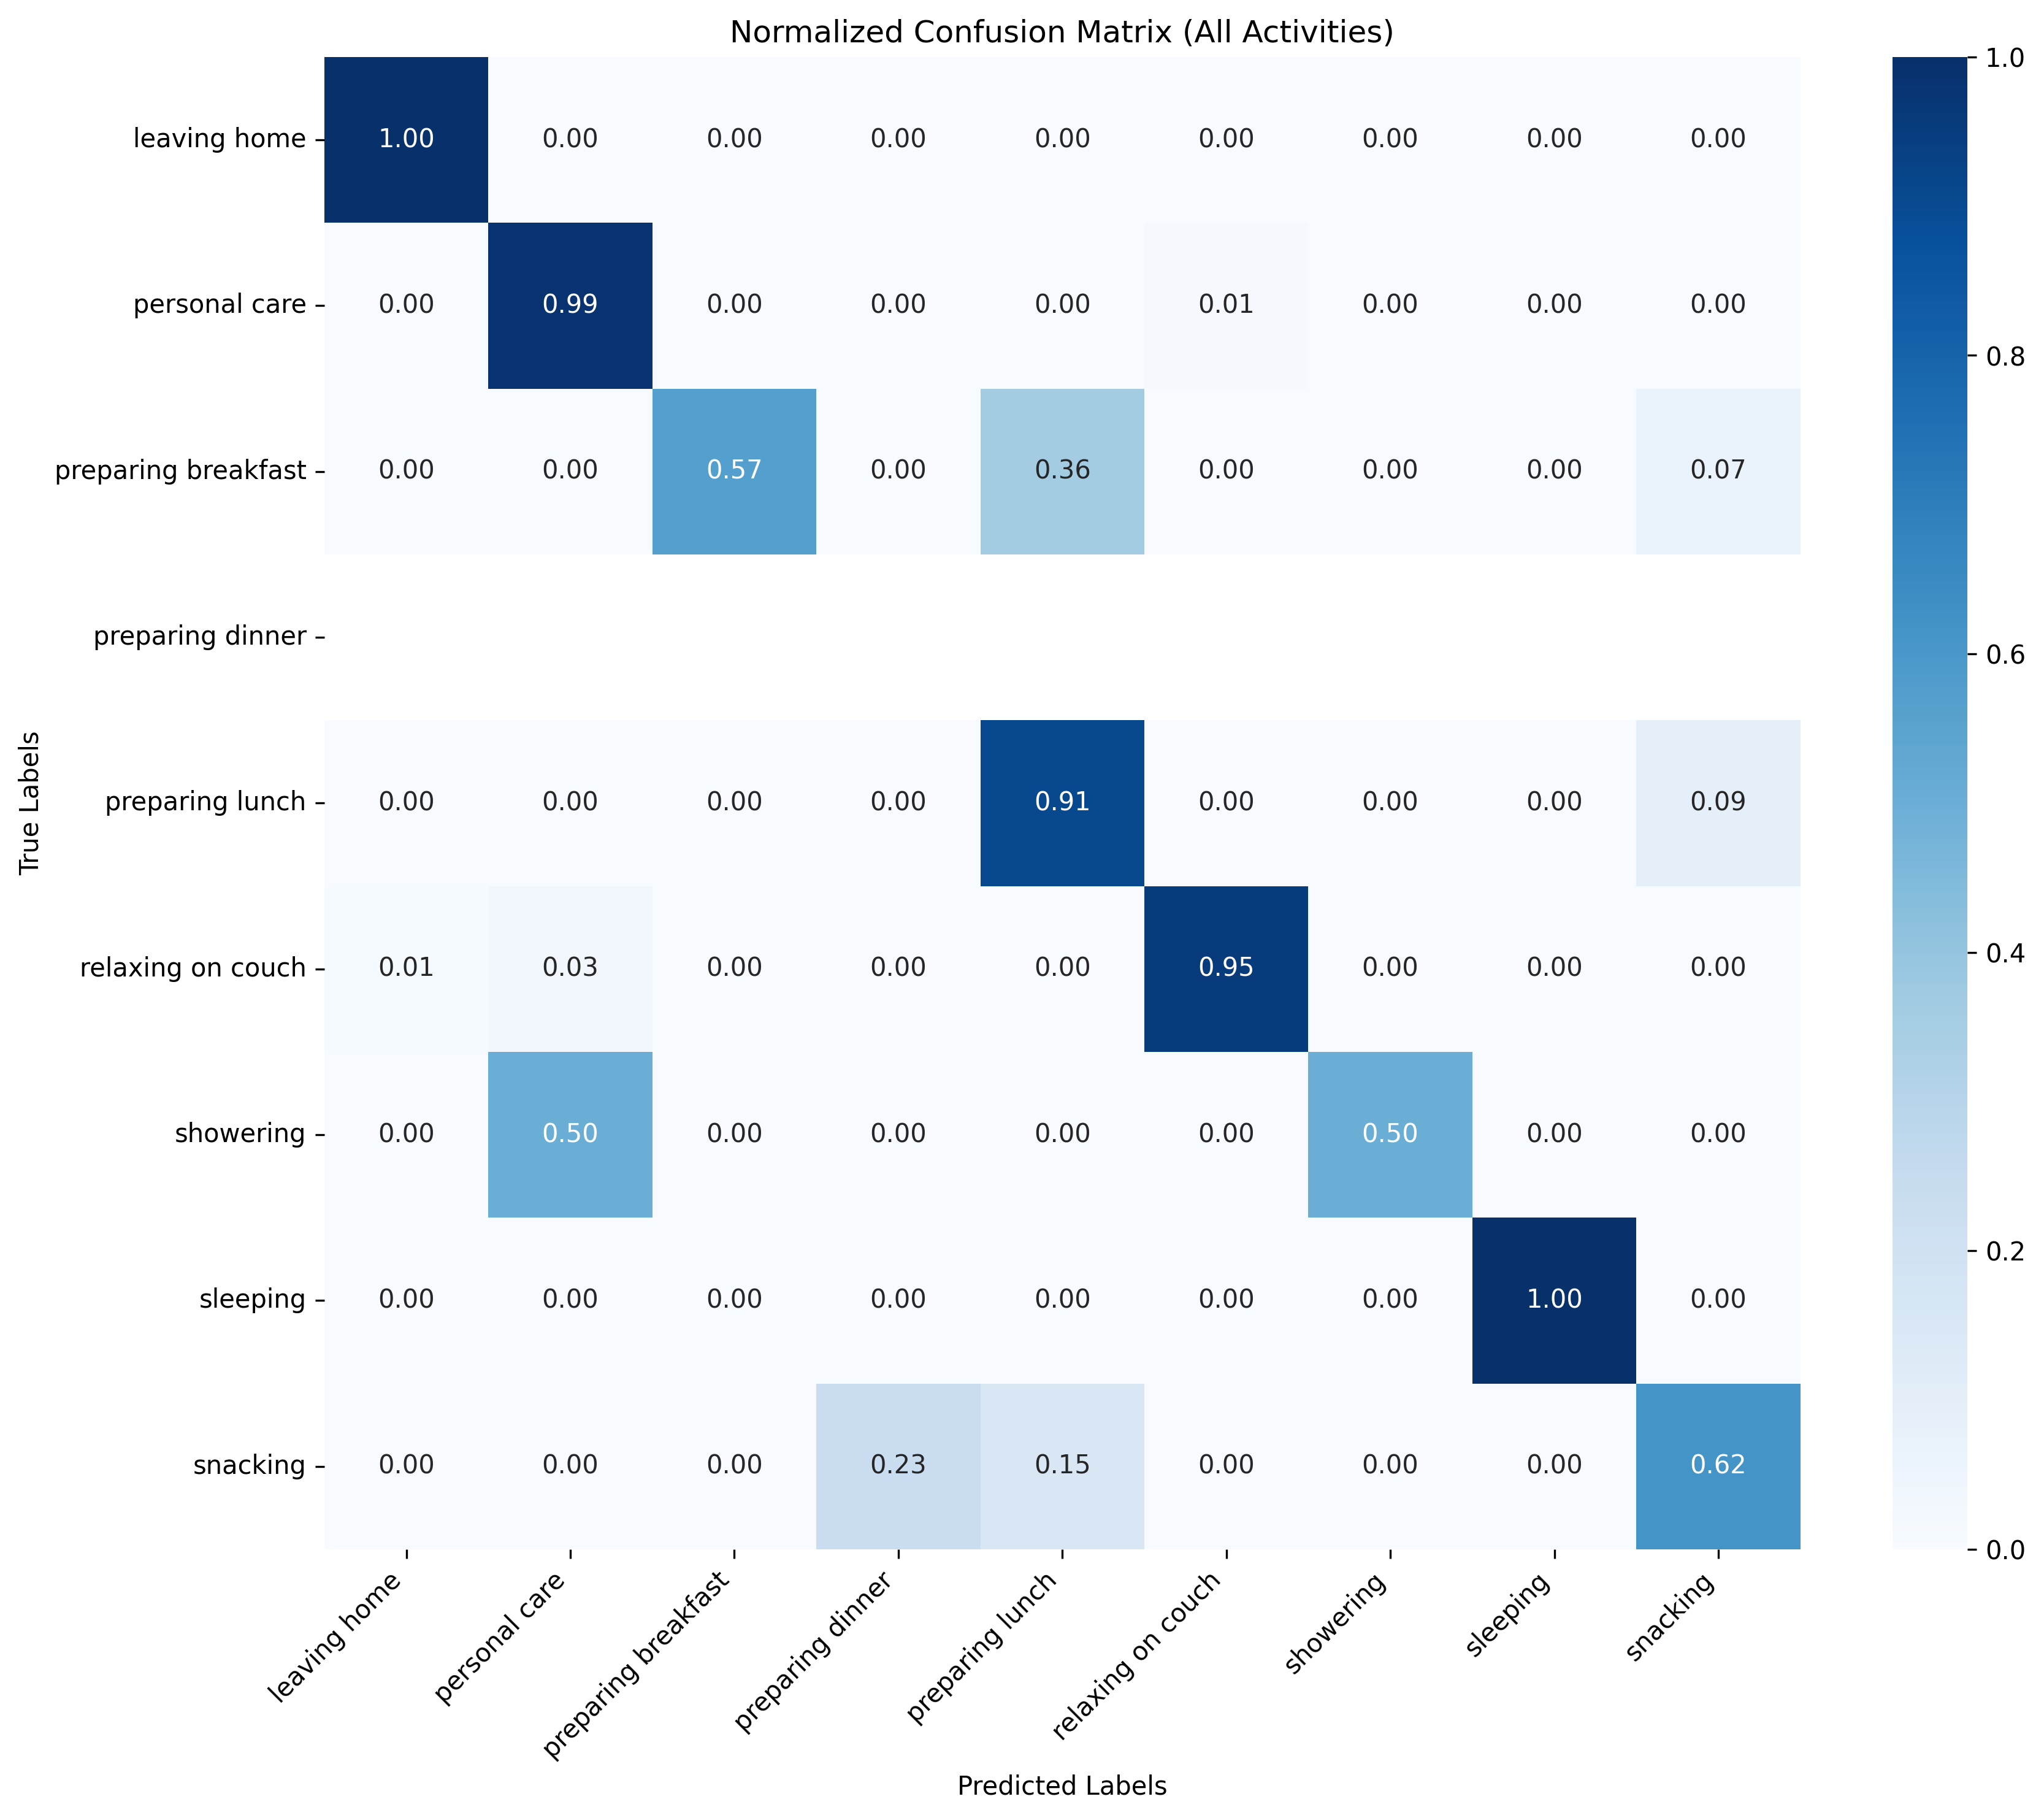 Normalized Confusion Matrix (All Activities)
leaving home 1.00 0.00 0.00 0.00 0.00 0.00 0.00 0.00 0.00
personal care 0.00 0.99 0.00 0.00 0.00 0.01 0.00 0.00 0.00
preparing breakfast 0.00 0.00 0.57 0.00 0.36 0.00 0.00 0.00 0.07
preparing dinner
preparing lunch 0.00 0.00 0.00 0.00 0.91 0.00 0.00 0.00 0.09
relaxing on couch 0.01 0.03 0.00 0.00 0.00 0.95 0.00 0.00 0.00
showering 0.00 0.50 0.00 0.00 0.00 0.00 0.50 0.00 0.00
sleeping 0.00 0.00 0.00 0.00 0.00 0.00 0.00 1.00 0.00
snacking 0.00 0.00 0.00 0.23 0.15 0.00 0.00 0.00 0.62
True Labels
leaving home
personal care
preparing breakfast
preparing dinner
preparing lunch
relaxing on couch
showering
sleeping
snacking
Predicted Labels
1.0
0.8
0.6
0.4
0.2
0.0